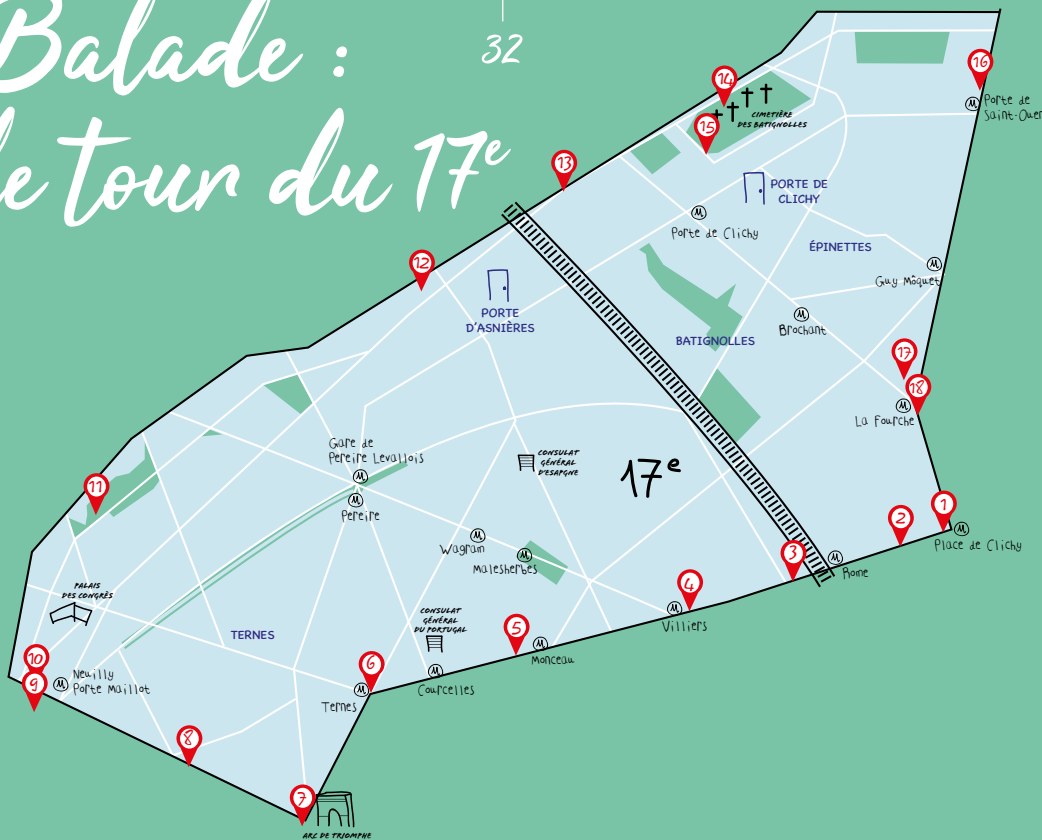 Balade :
32
le tour du 17e
16
Porte de
Saint-Ouen
14
CIMETIÈRE
DES BATIGNOLLES
15
13
PORTE DE
CLICHY
Porte de Clichy
ÉPINETTES
12
Guy Môquet
PORTE
D'ASNIÈRES
Brochant
BATIGNOLLES
17
18
La Fourche
Gare de
Pereire Levallois
CONSULAT
GÉNÉRAL
D'ESAPGNE
17e
11
Pereire
1
2
Wagram
Place de Clichy
Malesherbes
3
Rome
PALAIS
DES CONGRÈS
4
CONSULAT
GÉNÉRAL
DU PORTUGAL
Villiers
5
TERNES
Monceau
10
6
Neuilly
Porte Maillot
9
Courcelles
Ternes
8
7
ARC DE TRIOMPHE